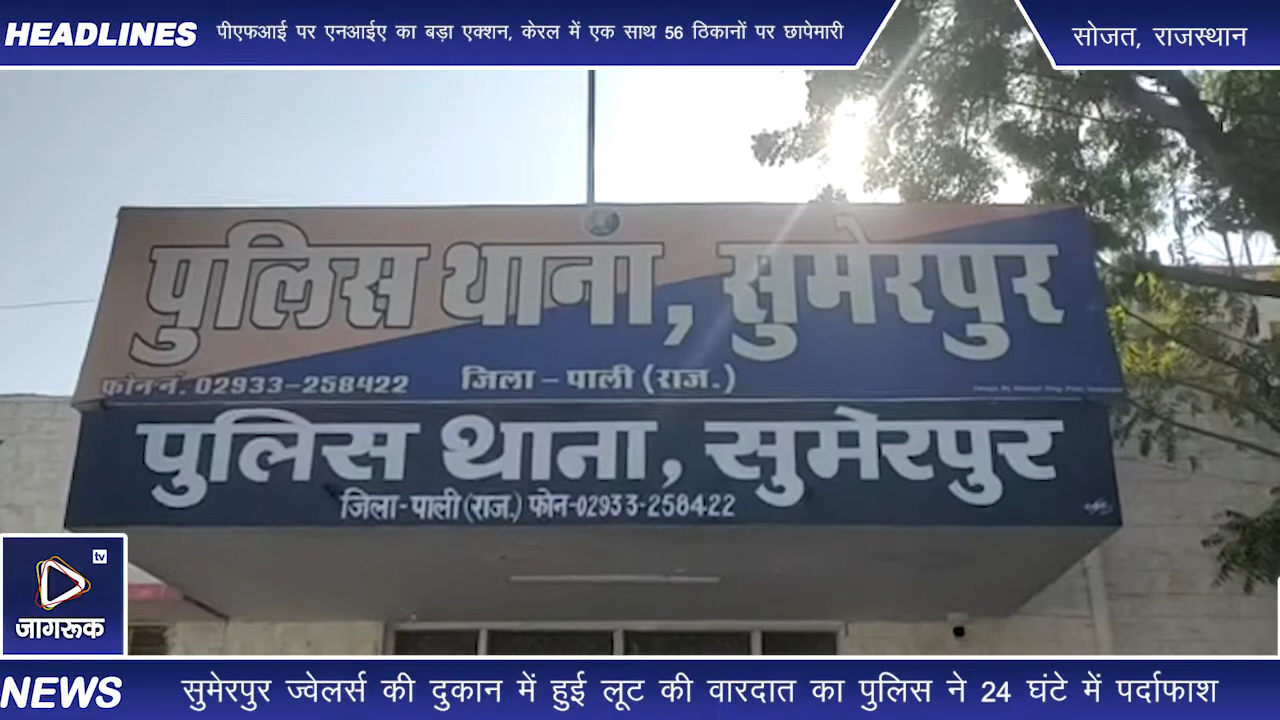 HEADLINES पीएफआई पर एनआईए का बड़ा एक्शन, केरल में एक साथ 56 ठिकानों पर छापेमारी
सोजत, राजस्थान
पुलिस थाना, सुमेरपुर
फोन नं. 02933-258422 जिला - पाली (राज.)
पुलिस थाना, सुमेरपुर
जिला-पाली (राज.) फोन-02933-258422
tv
जागरूक
NEWS सुमेरपुर ज्वेलर्स की दुकान में हुई लूट की वारदात का पुलिस ने 24 घंटे में पर्दाफाश